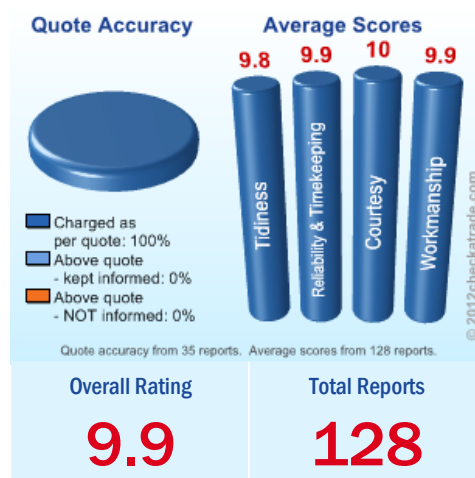 Quote Accuracy
Average Scores
9.8
9.9
10
9.9
Tidiness
Reliability & Timekeeping
Courtesy
Workmanship
Charged as
per quote: 100%
Above quote
- kept informed: 0%
Above quote
- NOT informed: 0%
© 2012checkatrade.com
Quote accuracy from 35 reports. Average scores from 128 reports.
Overall Rating
Total Reports
9.9
128